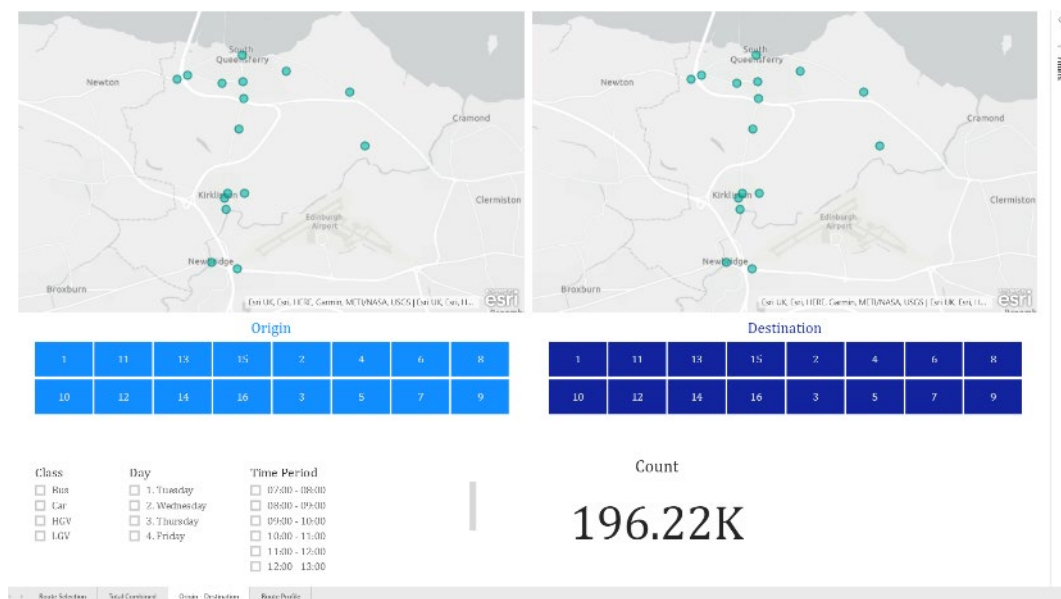 South
Queensferry
Newton
Cramond
Kirkliston
Clermiston
Edinburgh
Airport
Newbridge
Broxburn
Esri UK, Esri, HERE, Garmin, METI/NASA, USGS | Esri UK, Esri, H...
esri
South
Queensferry
Newton
Cramond
Kirkliston
Clermiston
Edinburgh
Airport
Newbridge
Broxburn
Esri UK, Esri, HERE, Garmin, METI/NASA, USGS | Esri UK, Esri, H...
esri
Filters
Origin
1 11 13 15 2 4 6 8
10 12 14 16 3 5 7 9
Destination
1 11 13 15 2 4 6 8
10 12 14 16 3 5 7 9
Class
Bus
Car
HGV
LGV
Day
1. Tuesday
2. Wednesday
3. Thursday
4. Friday
Time Period
07:00 - 08:00
08:00 - 09:00
09:00 - 10:00
10:00 - 11:00
11:00 - 12:00
12:00 - 13:00
Count
196.22K
Route Selection Total Combined Origin - Destination Route Profile